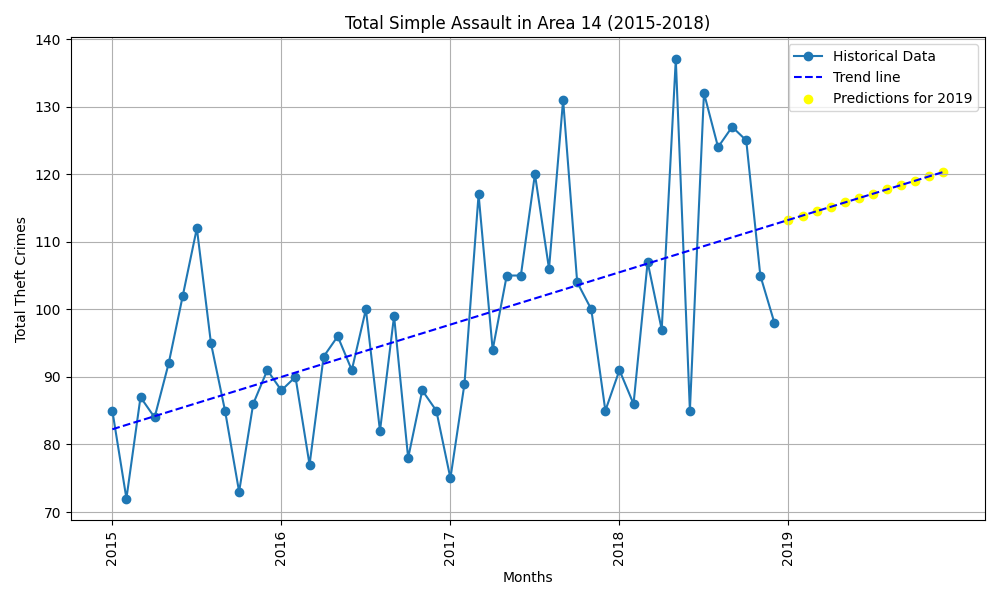 Total Simple Assault in Area 14 (2015-2018)
Historical Data
Trend line
Predictions for 2019
Total Theft Crimes
140
130
120
110
100
90
80
70
2015
2016
2017
2018
2019
Months